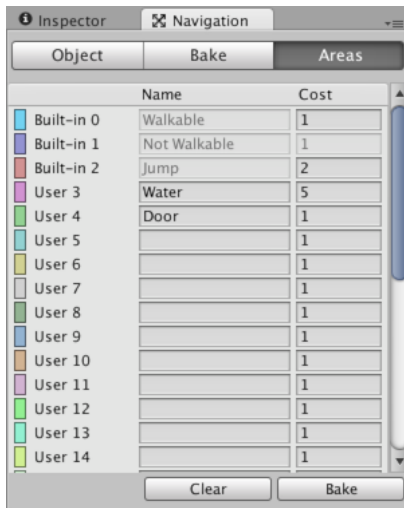 Inspector Navigation
Object Bake Areas
Name Cost
Built-in 0 Walkable 1
Built-in 1 Not Walkable 1
Built-in 2 Jump 2
User 3 Water 5
User 4 Door 1
User 5 1
User 6 1
User 7 1
User 8 1
User 9 1
User 10 1
User 11 1
User 12 1
User 13 1
User 14 1
Clear Bake